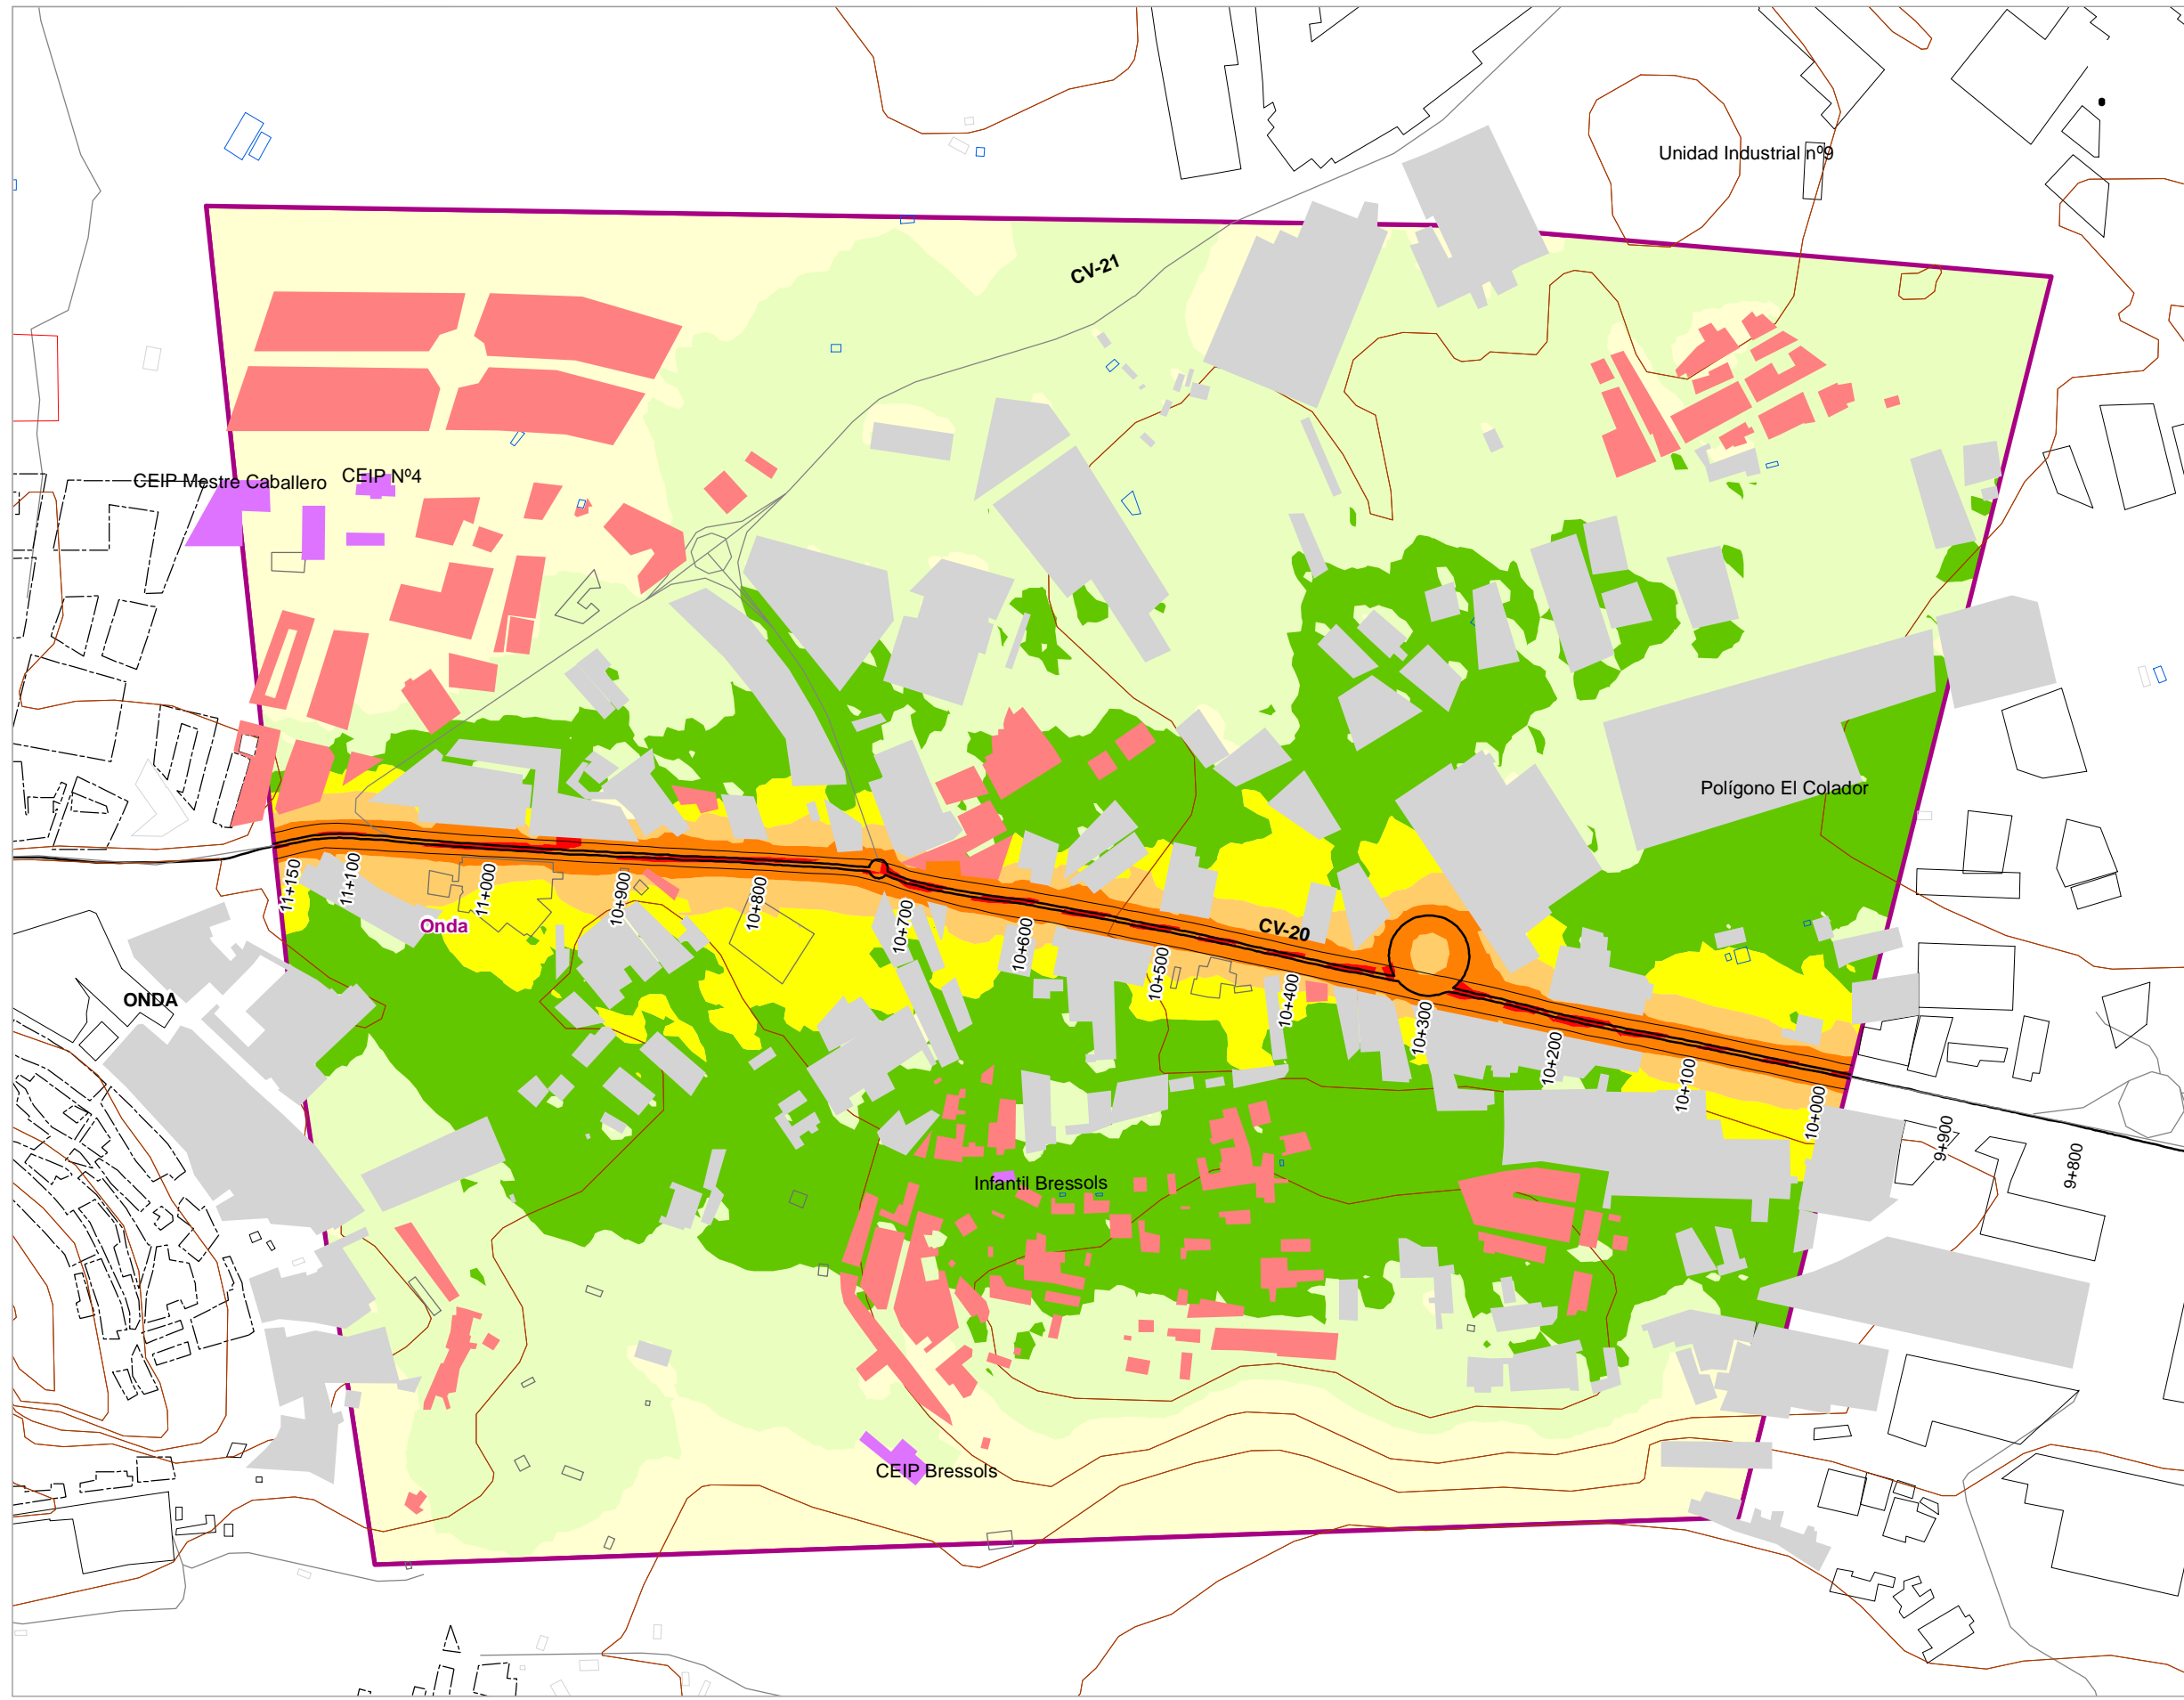 Unidad Industrial nº9
CV-21
CEIP Mestre Caballero
CEIP Nº4
Polígono El Colador
11+150
11+100
11+000
10+900
10+800
10+700
10+600
10+500
10+400
10+300
10+200
10+100
10+000
9+900
9+800
Onda
CV-20
ONDA
Infantil Bressols
CEIP Bressols